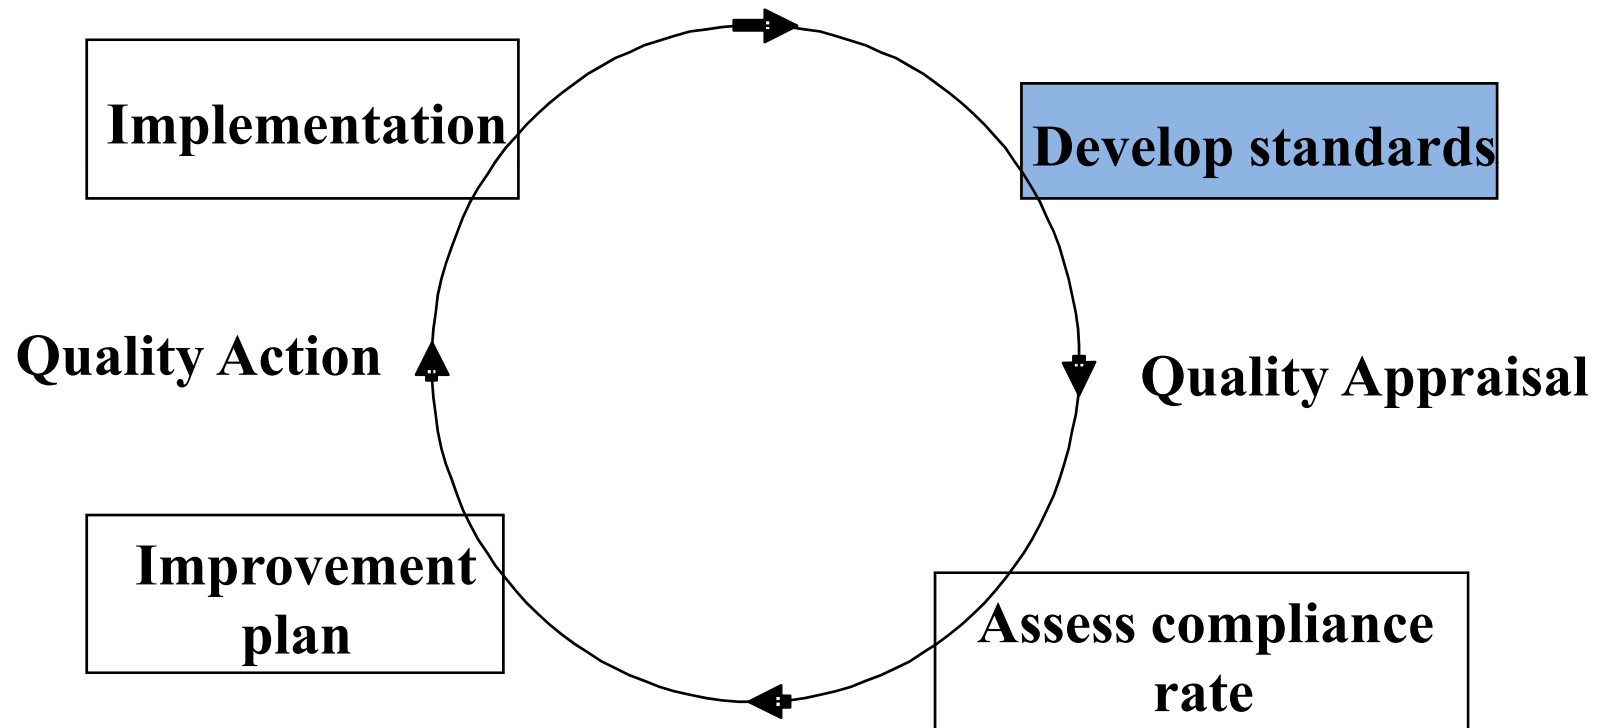 Implementation
Develop standards
Quality Action
Quality Appraisal
Improvement
plan
Assess compliance
rate